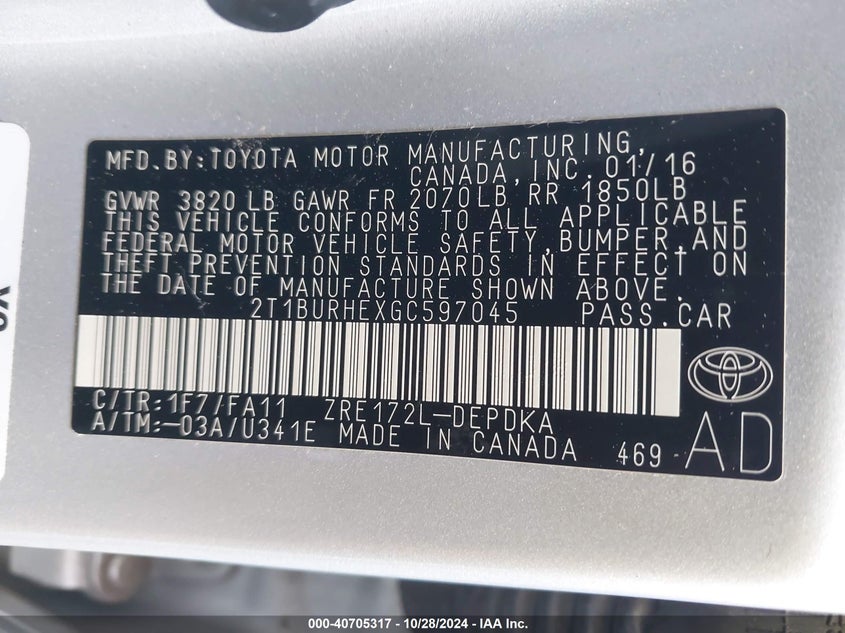 MFD.BY:TOYOTA MOTOR MANUFACTURING,
CANADA,INC.01/16
GVWR 3820 LB GAWR FR 2070LB RR 1850LB
THIS VEHICLE CONFORMS TO ALL APPLICABLE
FEDERAL MOTOR VEHICLE SAFETY,BUMPER,AND
THEFT PREVENTION STANDARDS IN EFFECT ON
THE DATE OF MANUFACTURE SHOWN ABOVE.
2T1BURHEXGC597045 PASS.CAR
C/TR:1F7/FA11 ZRE172L-DEPDKA
A/TM:-03A/U341E MADE IN CANADA 469 AD
000-40705317 - 10/28/2024 - IAA Inc.